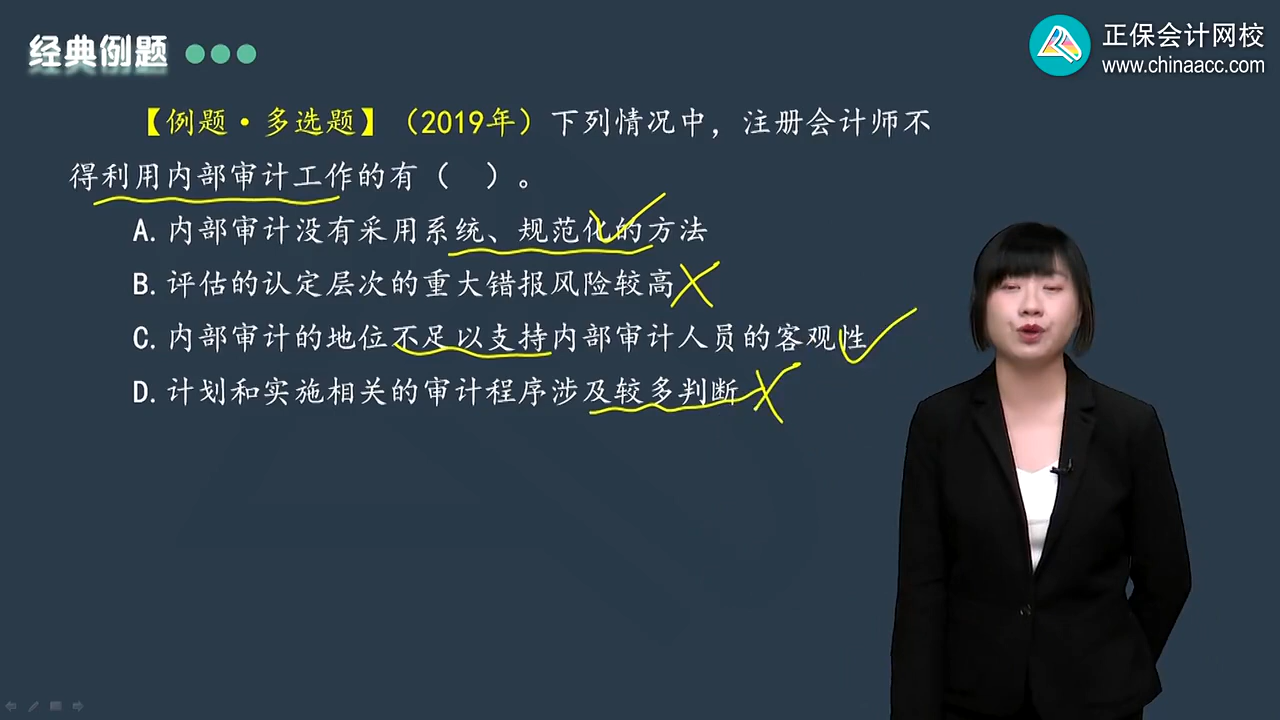 经典例题
正保会计网校
www.chinaacc.com
【例题·多选题】（2019年）下列情况中，注册会计师不
得利用内部审计工作的有（ ）。
A. 内部审计没有采用系统、规范化的方法
B. 评估的认定层次的重大错报风险较高
C. 内部审计的地位不足以支持内部审计人员的客观性
D. 计划和实施相关的审计程序涉及较多判断